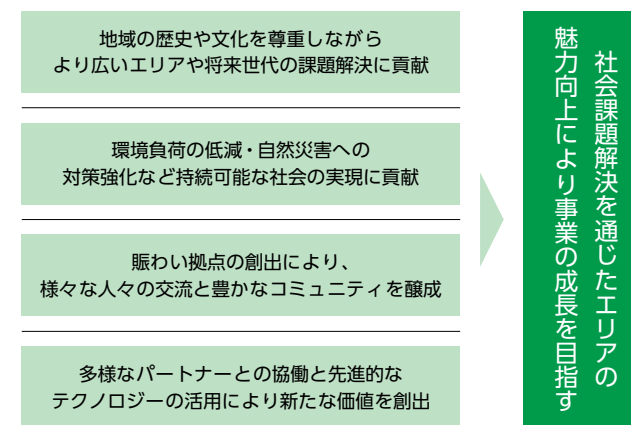 地域の歴史や文化を尊重しながら
より広いエリアや将来世代の課題解決に貢献
環境負荷の低減・自然災害への
対策強化など持続可能な社会の実現に貢献
賑わい拠点の創出により、
様々な人々の交流と豊かなコミュニティを醸成
多様なパートナーとの協働と先進的な
テクノロジーの活用により新たな価値を創出
社会課題解決を通じたエリアの
魅力向上により事業の成長を目指す